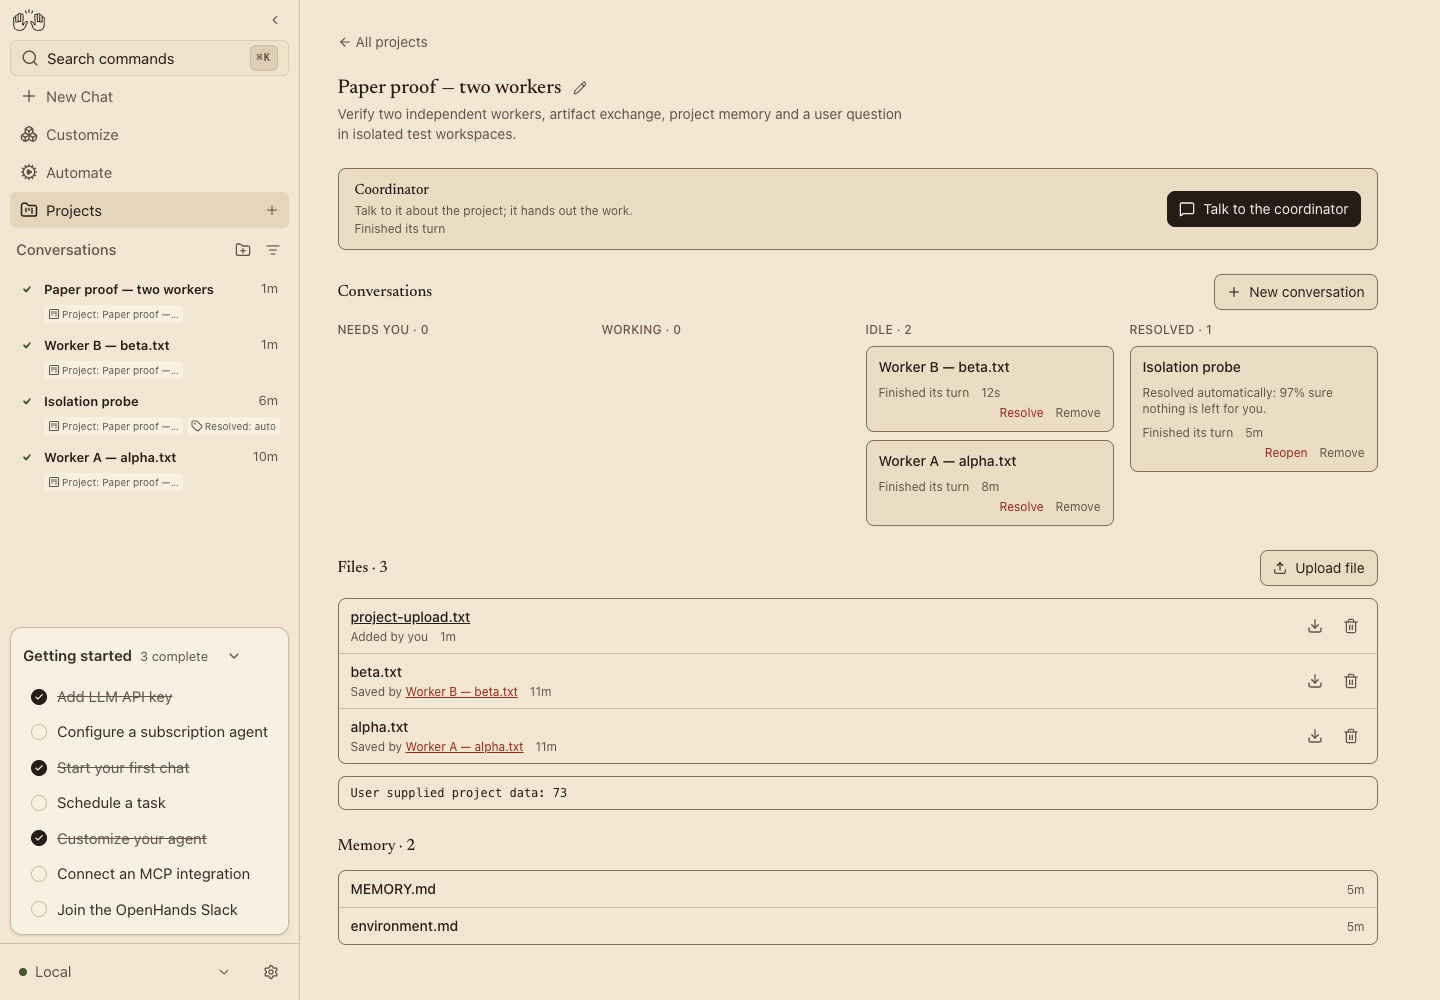 Search commands
⌘K
New Chat
Customize
Automate
Projects
Conversations
Paper proof — two workers
1m
Project: Paper proof —...
Worker B — beta.txt
1m
Project: Paper proof —...
Isolation probe
6m
Project: Paper proof —...
Resolved: auto
Worker A — alpha.txt
10m
Project: Paper proof —...
Getting started
3 complete
Add LLM API key
Configure a subscription agent
Start your first chat
Schedule a task
Customize your agent
Connect an MCP integration
Join the OpenHands Slack
Local
All projects
Paper proof — two workers
Verify two independent workers, artifact exchange, project memory and a user question
in isolated test workspaces.
Coordinator
Talk to it about the project; it hands out the work.
Finished its turn
Talk to the coordinator
Conversations
New conversation
NEEDS YOU · 0
WORKING · 0
IDLE · 2
Worker B — beta.txt
Finished its turn 12s
Resolve Remove
Worker A — alpha.txt
Finished its turn 8m
Resolve Remove
RESOLVED · 1
Isolation probe
Resolved automatically: 97% sure
nothing is left for you.
Finished its turn 5m
Reopen Remove
Files · 3
Upload file
project-upload.txt
Added by you 1m
beta.txt
Saved by Worker B — beta.txt 11m
alpha.txt
Saved by Worker A — alpha.txt 11m
User supplied project data: 73
Memory · 2
MEMORY.md
5m
environment.md
5m